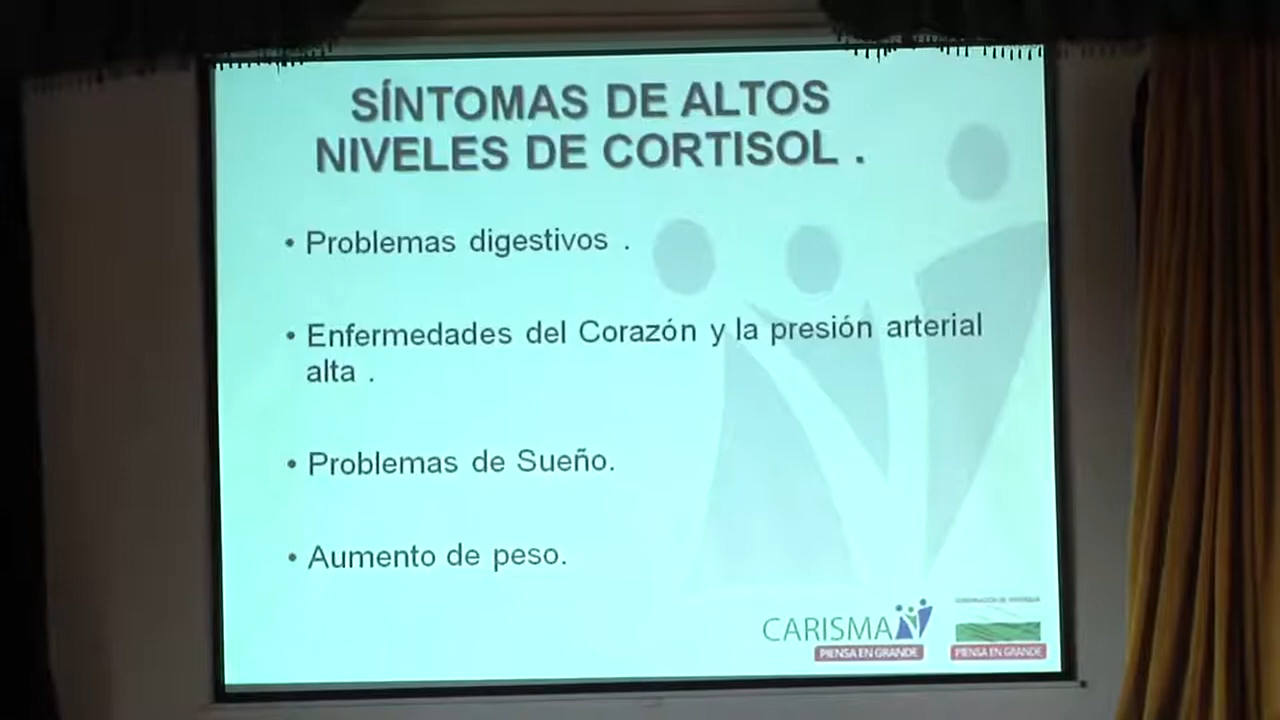 SÍNTOMAS DE ALTOS
NIVELES DE CORTISOL .
• Problemas digestivos .
• Enfermedades del Corazón y la presión arterial
alta .
• Problemas de Sueño.
• Aumento de peso.
CARISMA
PIENSA EN GRANDE
PIENSA EN GRANDE